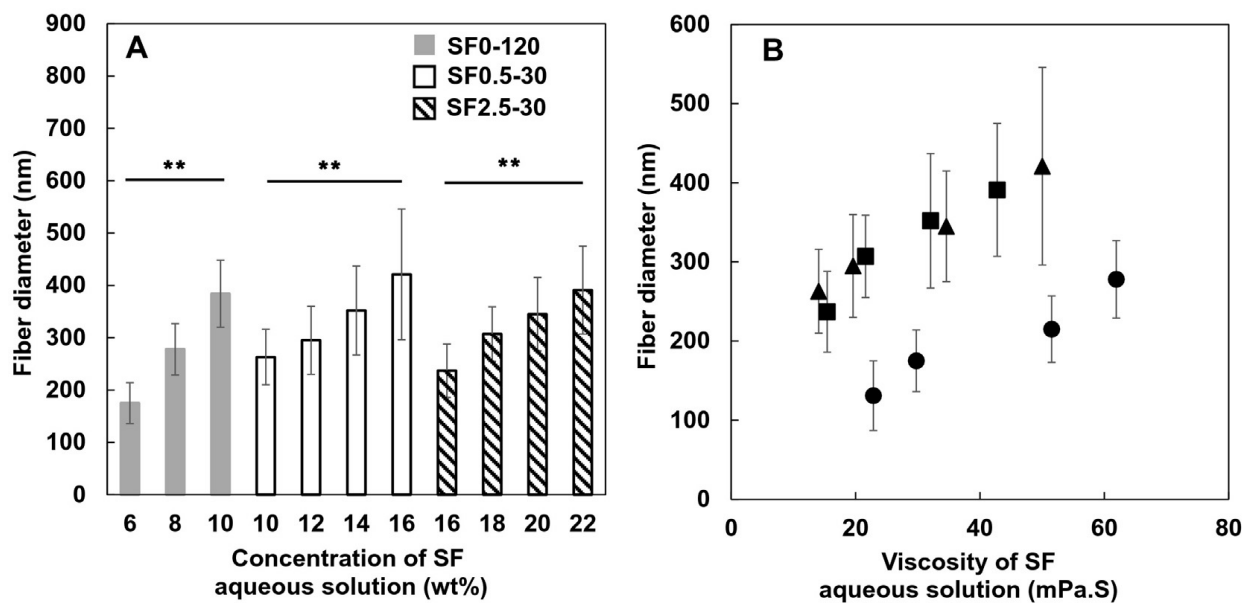 A
SF0-120
SF0.5-30
SF2.5-30
Fiber diameter (nm)
900
800
700
600
500
400
300
200
100
0
**
**
**
6 8 10 10 12 14 16 16 18 20 22
Concentration of SF
aqueous solution (wt%)
B
Fiber diameter (nm)
600
500
400
300
200
100
0
0 20 40 60 80
Viscosity of SF
aqueous solution (mPa.S)